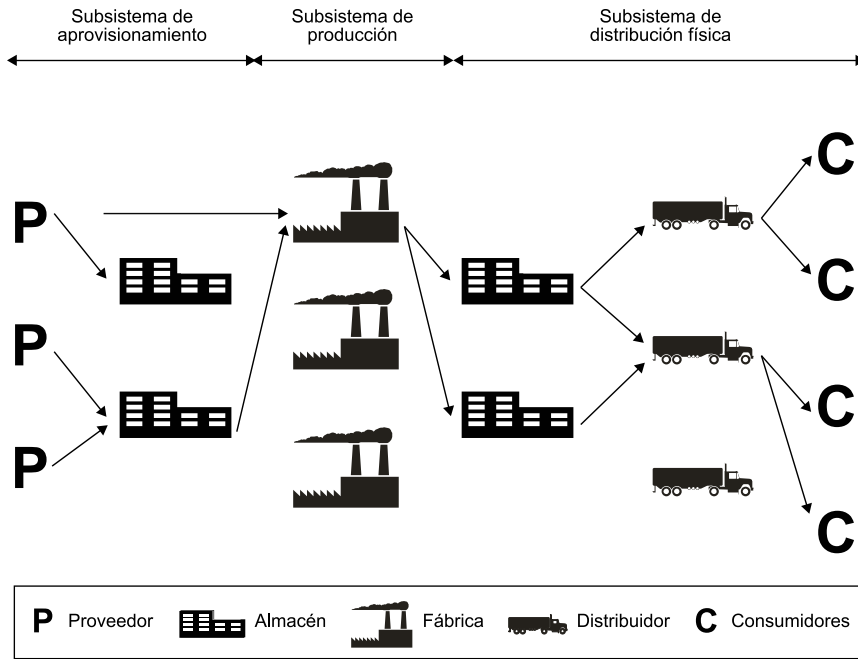 Subsistema de
aprovisionamiento
Subsistema de
producción
Subsistema de
distribución física
P
P
P
C
C
C
C
P Proveedor Almacén Fábrica Distribuidor C Consumidores